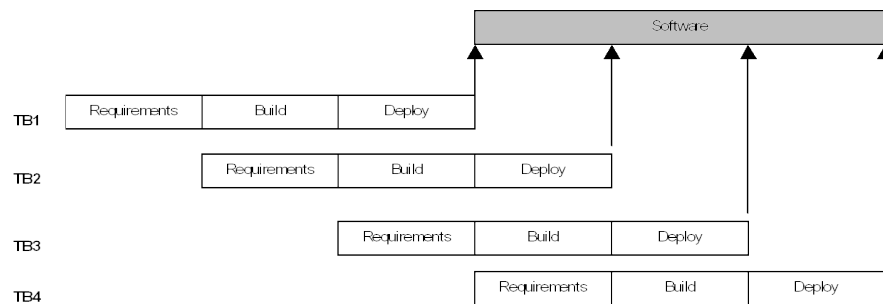 Software
Requirements Build Deploy
TB1
Requirements Build Deploy
TB2
Requirements Build Deploy
TB3
Requirements Build Deploy
TB4